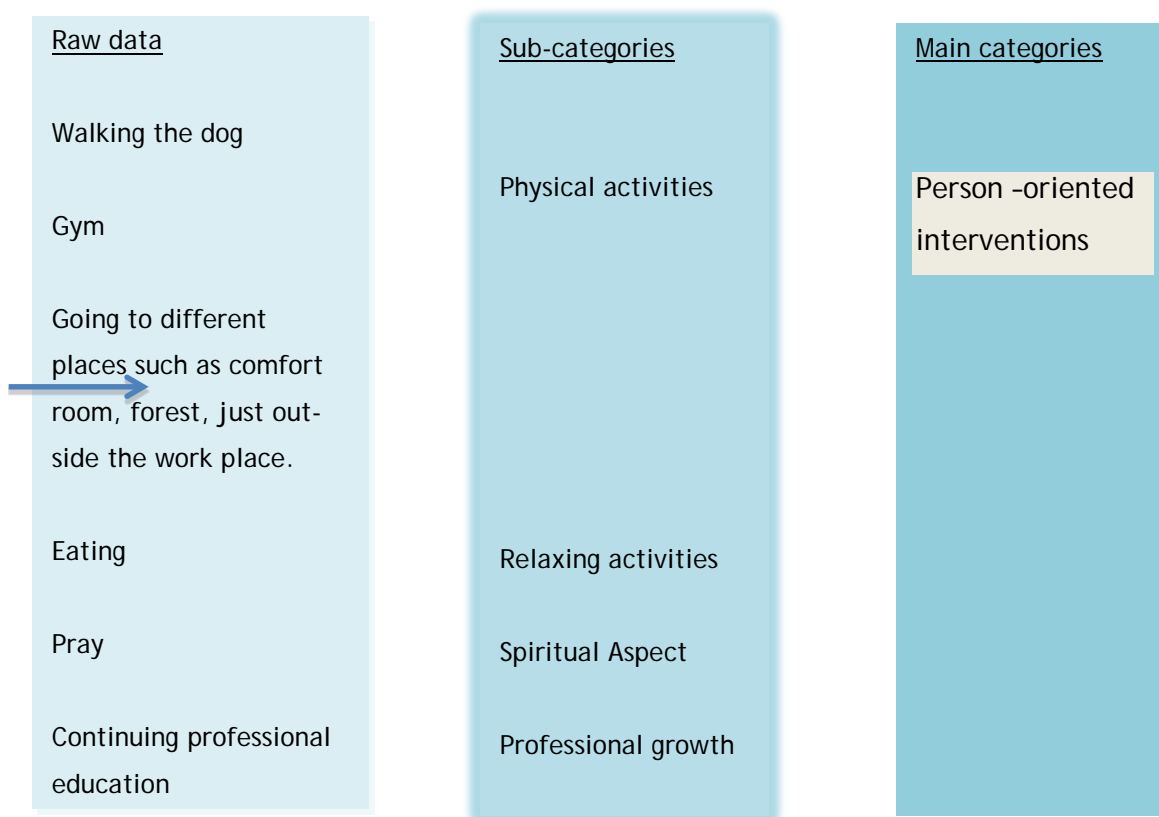 Raw data
Walking the dog
Gym
Going to different
places such as comfort
room, forest, just out-
side the work place.
Eating
Pray
Continuing professional
education
Sub-categories
Physical activities
Relaxing activities
Spiritual Aspect
Professional growth
Main categories
Person –oriented
interventions